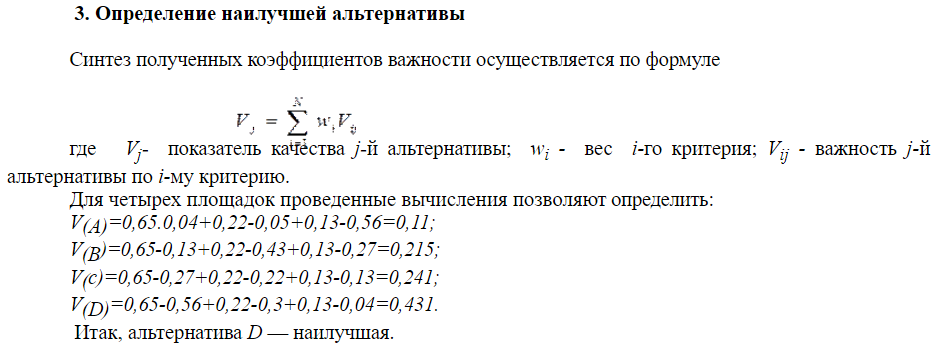 3. Определение наилучшей альтернативы
Синтез полученных коэффициентов важности осуществляется по формуле
V_j = ∑_{i=1}^{N} w_i V_ij
где V_j- показатель качества j-й альтернативы; w_i - вес i-го критерия; V_ij - важность j-й
альтернативы по i-му критерию.
Для четырех площадок проведенные вычисления позволяют определить:
V(A)=0,65.0,04+0,22-0,05+0,13-0,56=0,11;
V(B)=0,65-0,13+0,22-0,43+0,13-0,27=0,215;
V(c)=0,65-0,27+0,22-0,22+0,13-0,13=0,241;
V(D)=0,65-0,56+0,22-0,3+0,13-0,04=0,431.
Итак, альтернатива D — наилучшая.